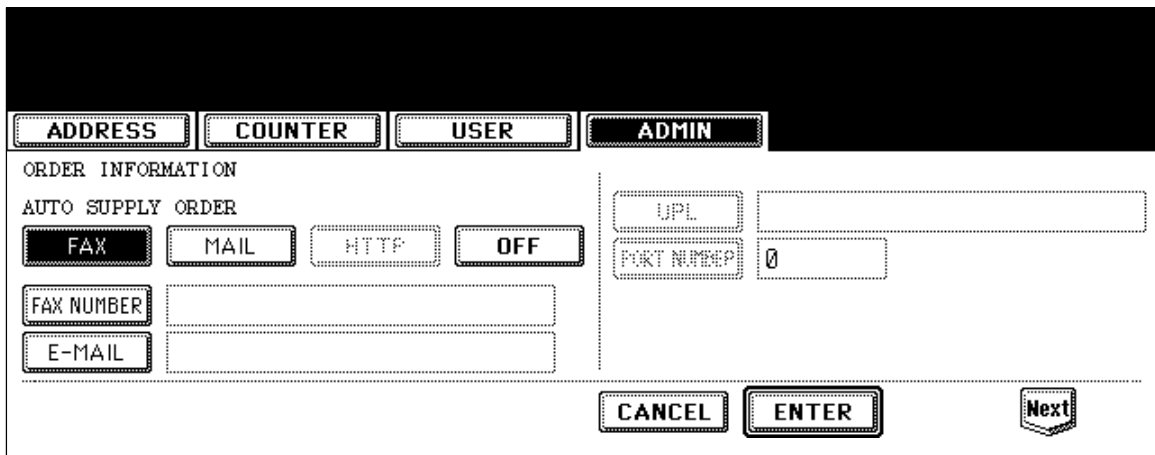 ADDRESS COUNTER USER ADMIN
ORDER INFORMATION
AUTO SUPPLY ORDER
FAX MAIL HTTP OFF
FAX NUMBER
E-MAIL
URL
PORT NUMBER 0
CANCEL ENTER Next